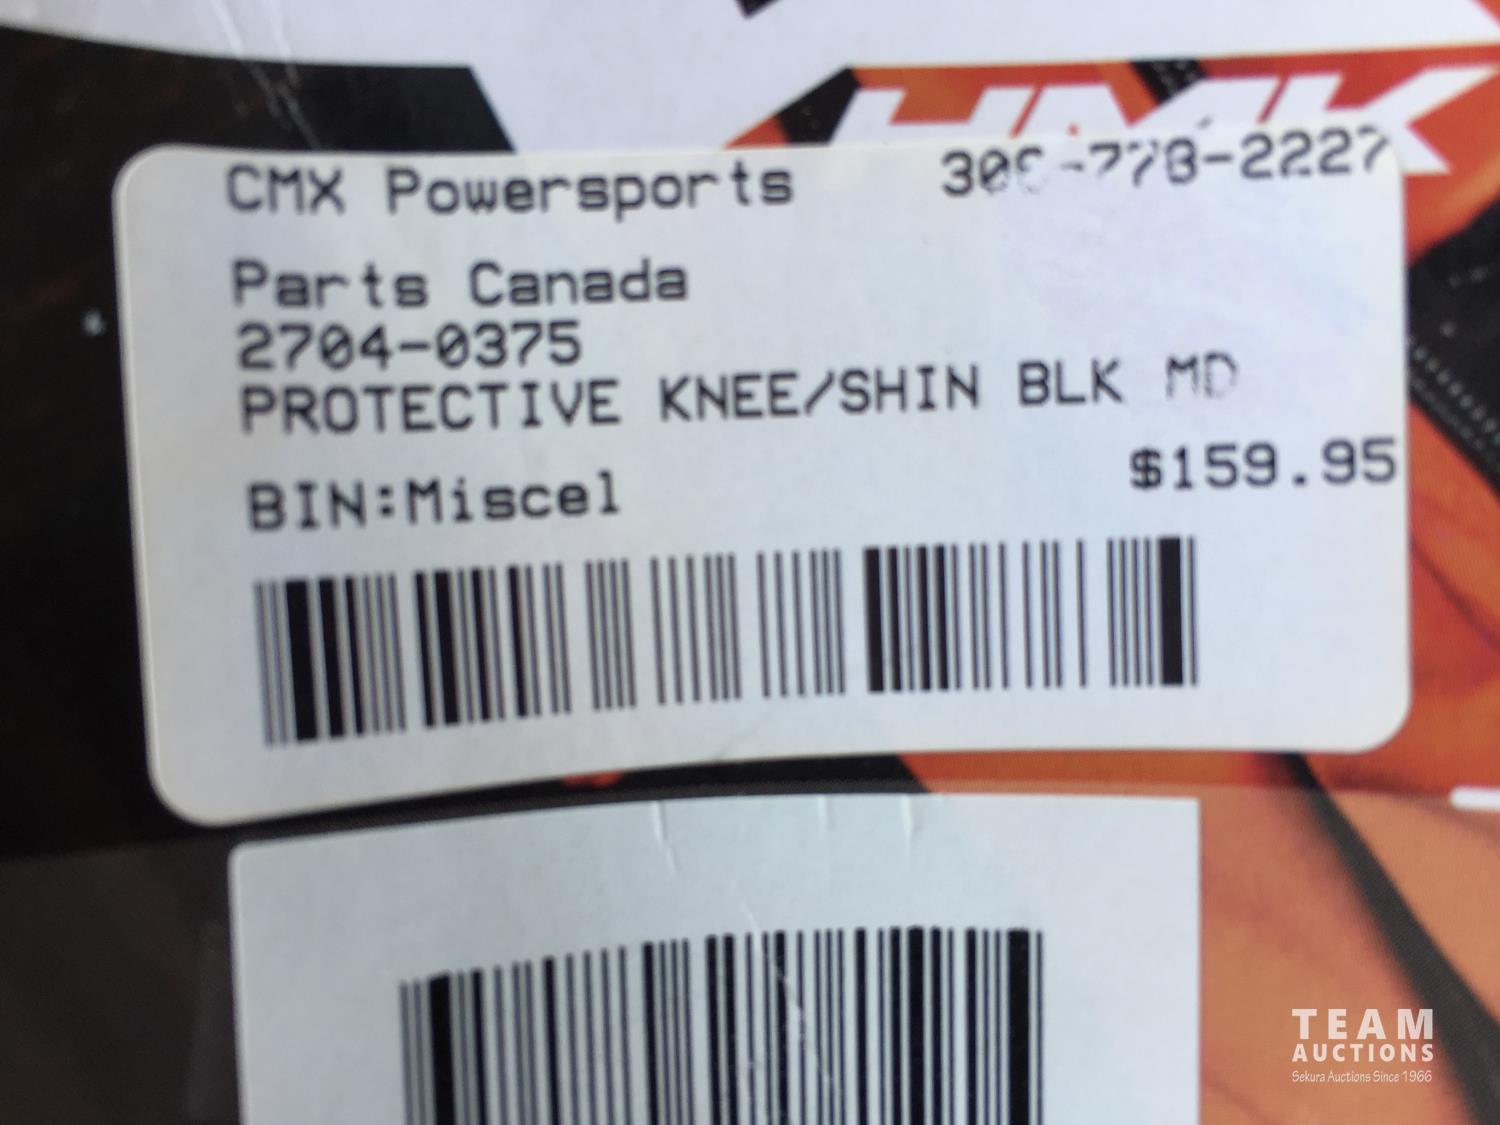 HMK
CMX Powersports
Parts Canada
2704-0375
PROTECTIVE KNEE/SHIN BLK MD
$159.95
BIN:Miscel
TEAM
AUCTIONS
Sekura Auctions Since 1966